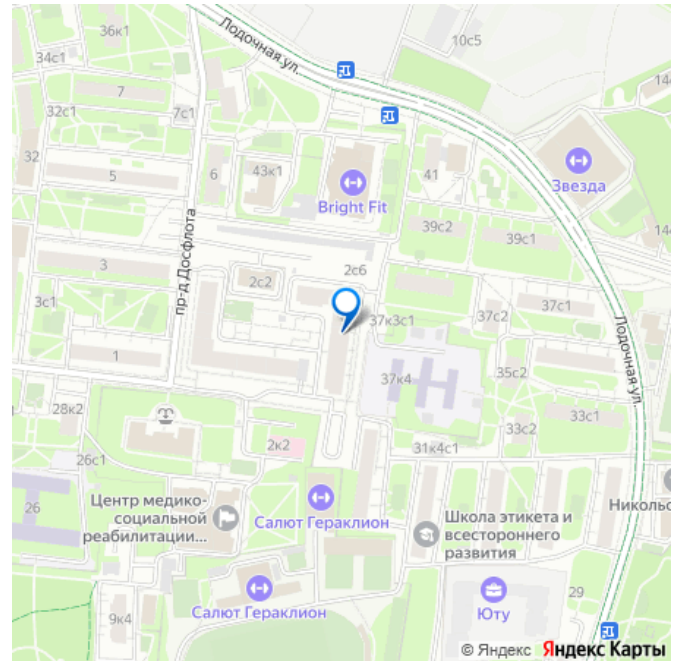 10с5
36к1
Лодочная ул.
34с1
7
14
32с1
7с1
32
5
6
43к1
Bright Fit
41
Звезда
39с2
39с1
14
пр-д Досфлота
3
2с2
2с6
3с1
37с1
37к3с1
37с2
Лодочная ул.
1
37к4
35с2
28к2
33с2
33с1
2к2
31к4с1
26с1
26
Центр медико-
социальной
реабилитации...
Салют Гераклион
Школа этикета и
всестороннего
развития
Никольс
Салют Гераклион
Юту
29
9к4
© Яндекс Яндекс Карты